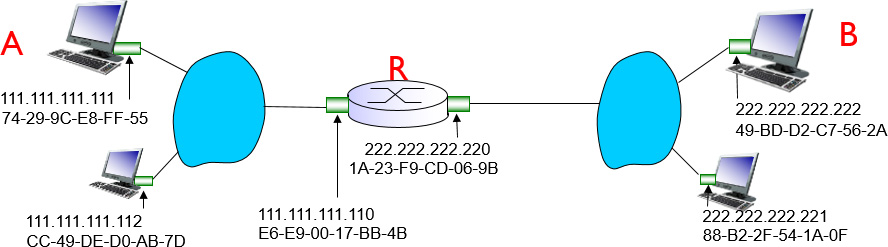 A
R
B
111.111.111.111
74-29-9C-E8-FF-55
222.222.222.222
49-BD-D2-C7-56-2A
222.222.222.220
1A-23-F9-CD-06-9B
111.111.111.112
CC-49-DE-D0-AB-7D
111.111.111.110
E6-E9-00-17-BB-4B
222.222.222.221
88-B2-2F-54-1A-0F